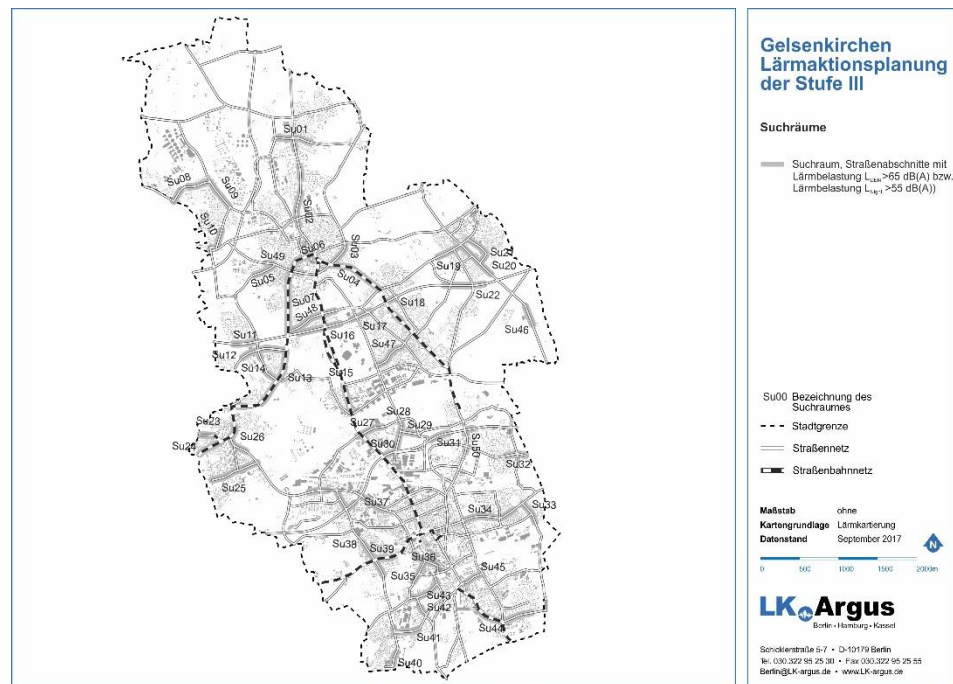 Gelsenkirchen
Lärmaktionsplanung
der Stufe III
Suchräume
Suchraum, Straßenabschnitte mit
Lärmbelastung L >65 dB(A) bzw.
Lärmbelastung L >55 dB(A))
Su00 Bezeichnung des
Suchraumes
Stadtgrenze
Straßennetz
Straßenbahnnetz
Maßstab ohne
Kartengrundlage Lärmkartierung
Datenstand September 2017
N
0 500 1000 1500 2000m
LK Argus
Berlin • Hamburg • Kassel
Schicklerstraße 5-7 • D-10179 Berlin
Tel. 030.322 95 25 30 • Fax 030.322 95 25 55
Berlin@LK-argus.de • www.LK-argus.de
Su01
Su08
Su09
Su02
Su10
Su06
Su03
Su49
Su05
Su04
Su19
Su20
Su07
Su22
Su48
Su18
Su17
Su46
Su16
Su11
Su12
Su47
Su14
Su13
Su15
Su23
Su28
Su24
Su26
Su27
Su29
Su30
Su31
Su50
Su32
Su25
Su37
Su34
Su33
Su38
Su39
Su36
Su35
Su45
Su43
Su42
Su44
Su41
Su40